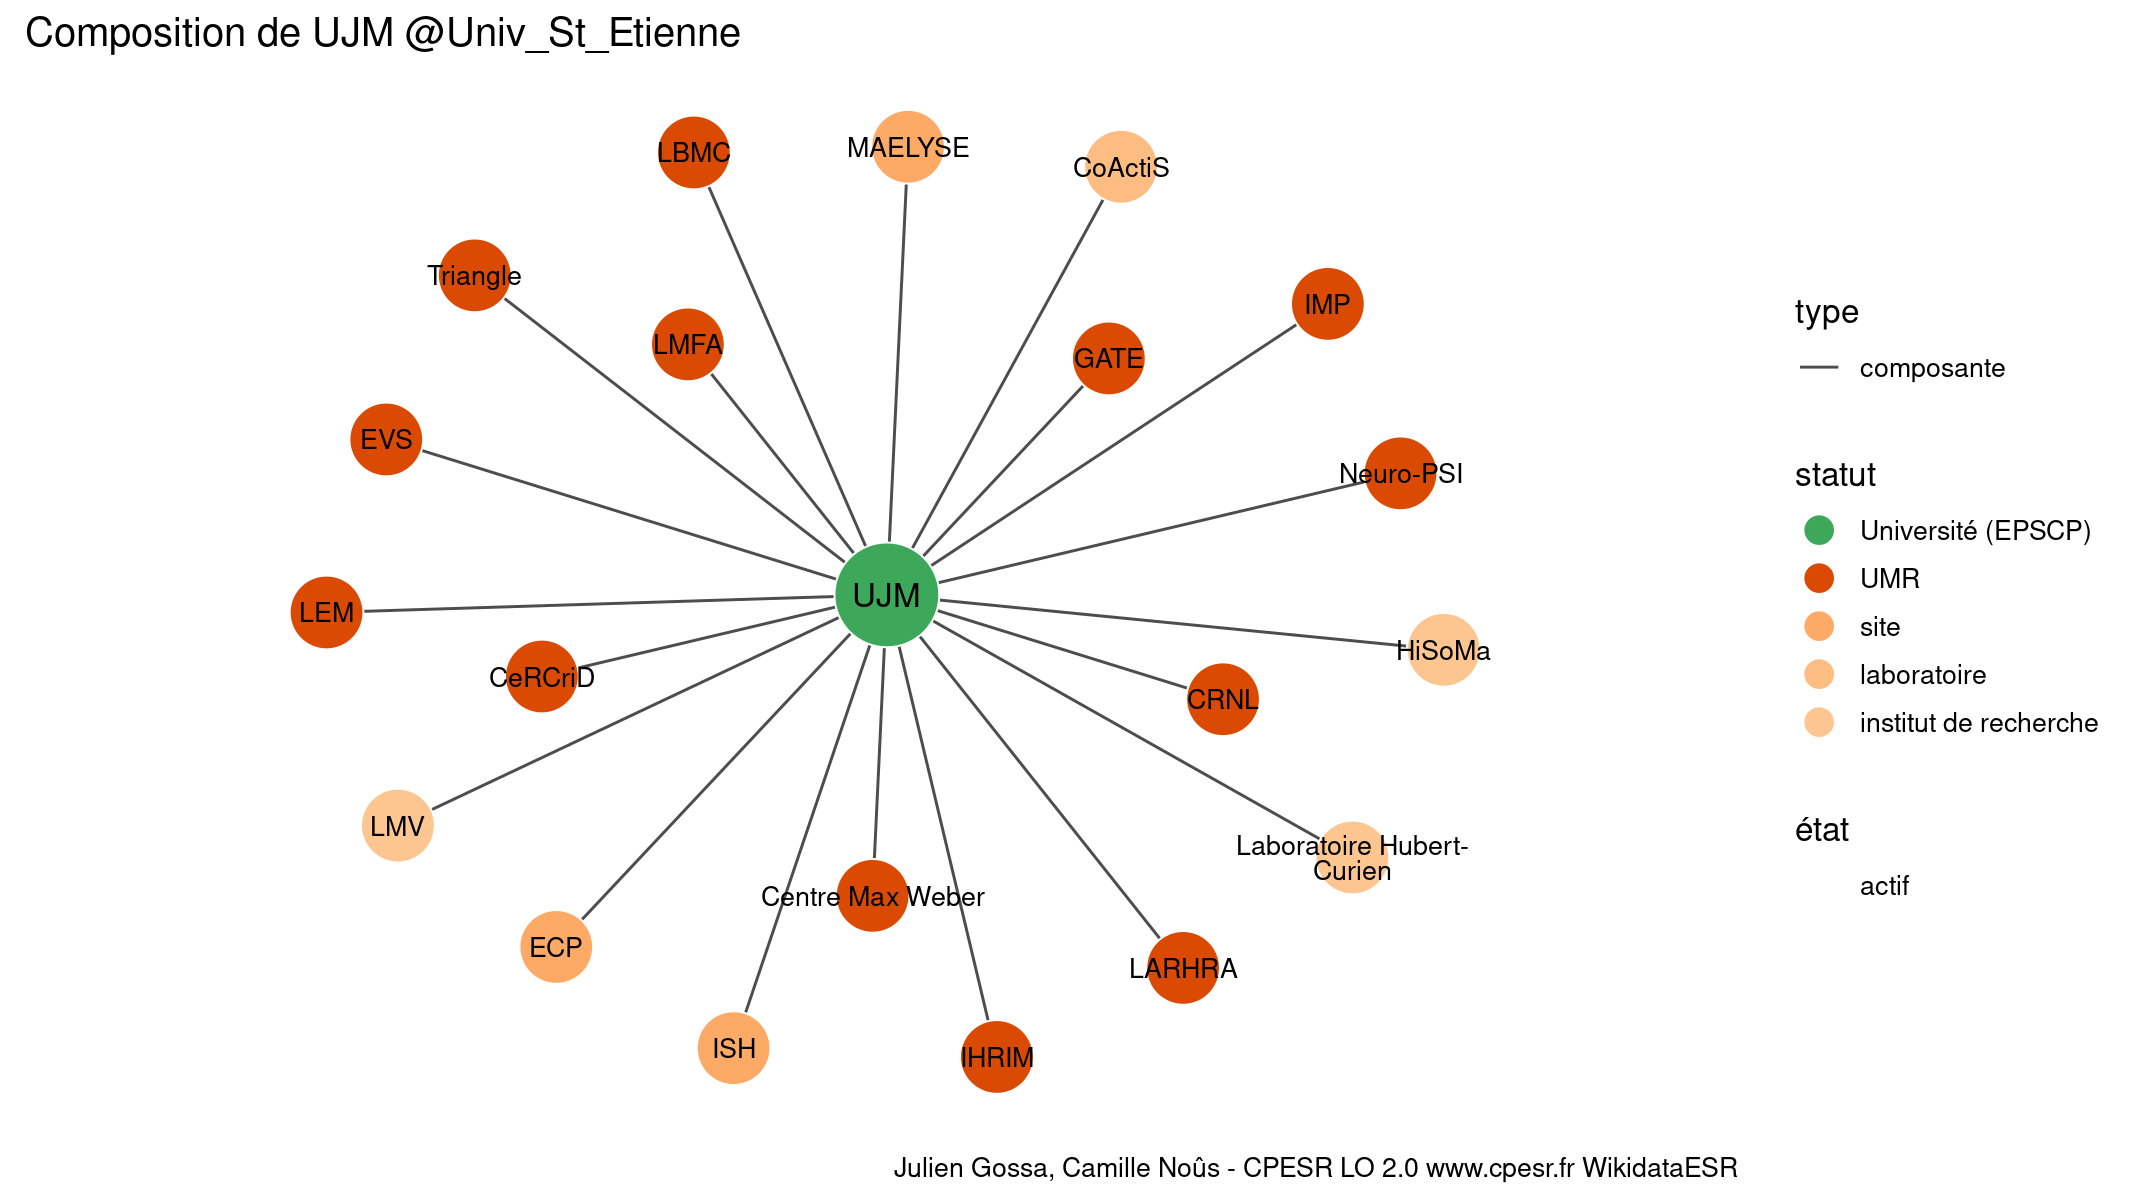 Composition de UJM @Univ_St_Etienne
LBMC
MAELYSE
CoActiS
Triangle
IMP
LMFA
GATE
EVS
Neuro-PSI
UJM
LEM
HiSoMa
CeRCriD
CRNL
LMV
Laboratoire Hubert-
Curien
Centre Max Weber
ECP
LARHRA
ISH
IHRIM
type
composante
statut
Université (EPSCP)
UMR
site
laboratoire
institut de recherche
état
actif
Julien Gossa, Camille Noûs - CPESR LO 2.0 www.cpesr.fr WikidataESR